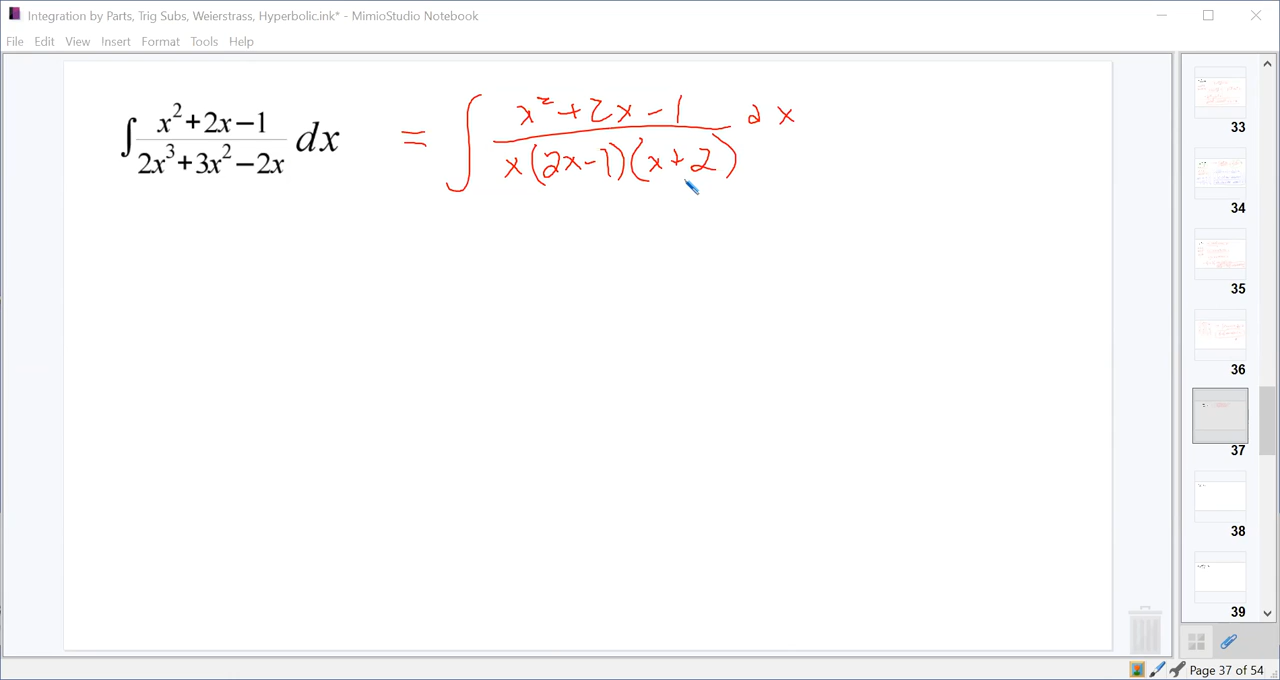 Integration by Parts, Trig Subs, Weierstrass, Hyperbolic.ink* - MimioStudio Notebook
File Edit View Insert Format Tools Help
∫ (x²+2x−1)/(2x³+3x²−2x) dx = ∫ (x²+2x−1)/(x(2x−1)(x+2)) dx
33
34
35
36
37
38
39
Page 37 of 54